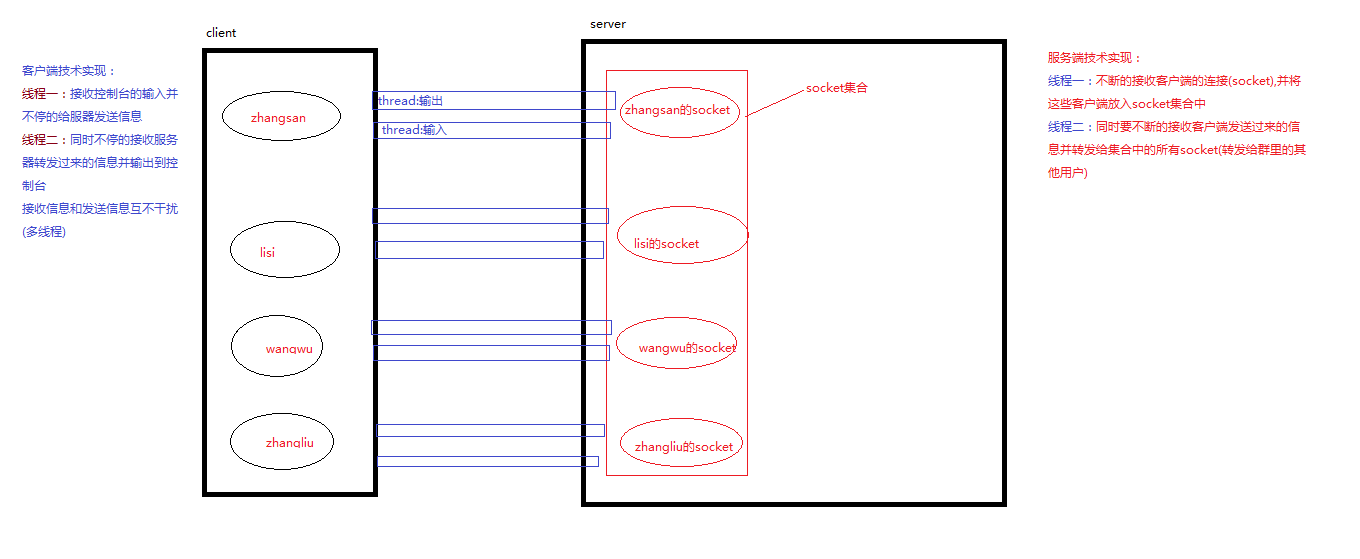 client
server
客户端技术实现：
线程一：接收控制台的输入并
不停的给服器发送信息
线程二：同时不停的接收服务
器转发过来的信息并输出到控
制台
接收信息和发送信息互不干扰
(多线程)
zhangsan
lisi
wangwu
zhangliu
thread:输出
thread:输入
zhangsan的socket
lisi的socket
wangwu的socket
zhangliu的socket
socket集合
服务端技术实现：
线程一：不断的接收客户端的连接(socket),并将
这些客户端放入socket集合中
线程二：同时要不断的接收客户端发送过来的信
息并转发给集合中的所有socket(转发给群里的其
他用户)